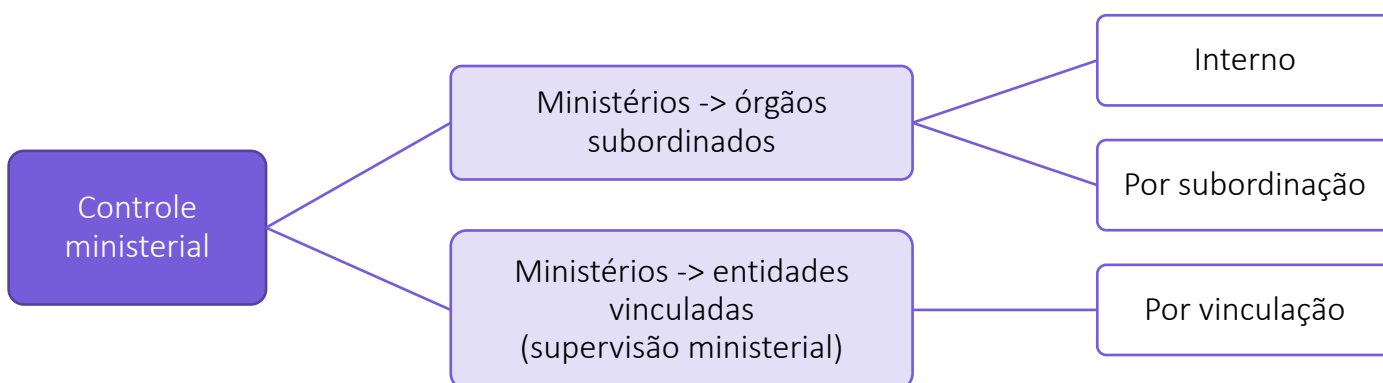 Controle
ministerial
Ministérios -> órgãos
subordinados
Interno
Por subordinação
Ministérios -> entidades
vinculadas
(supervisão ministerial)
Por vinculação